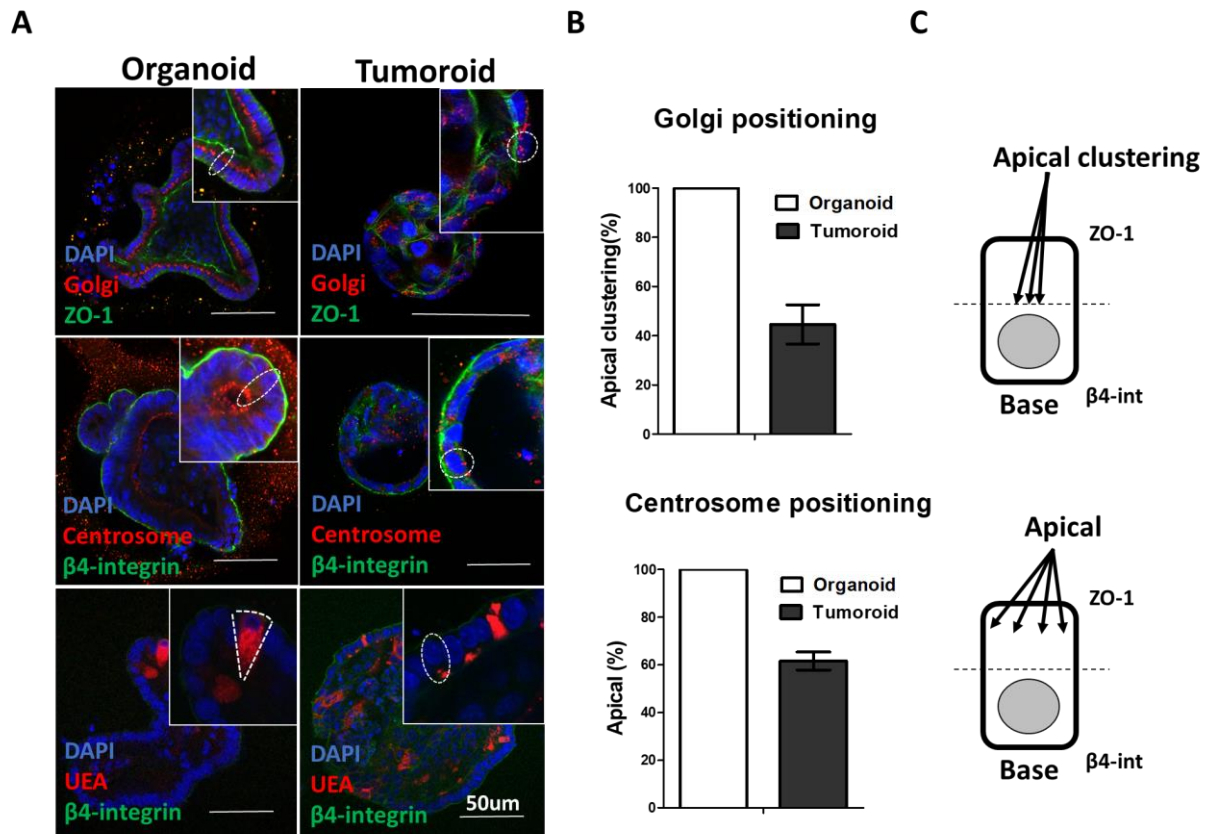 A
B
C
Organoid
Tumoroid
DAPI
Golgi
ZO-1
DAPI
Golgi
ZO-1
DAPI
Centrosome
β4-integrin
DAPI
Centrosome
β4-integrin
DAPI
UEA
β4-integrin
DAPI
UEA
β4-integrin
50um
Golgi positioning
Apical clustering(%)
100
80
60
40
20
0
Organoid
Tumoroid
Centrosome positioning
Apical (%)
100
80
60
40
20
0
Organoid
Tumoroid
Apical clustering
ZO-1
Base
β4-int
Apical
ZO-1
Base
β4-int